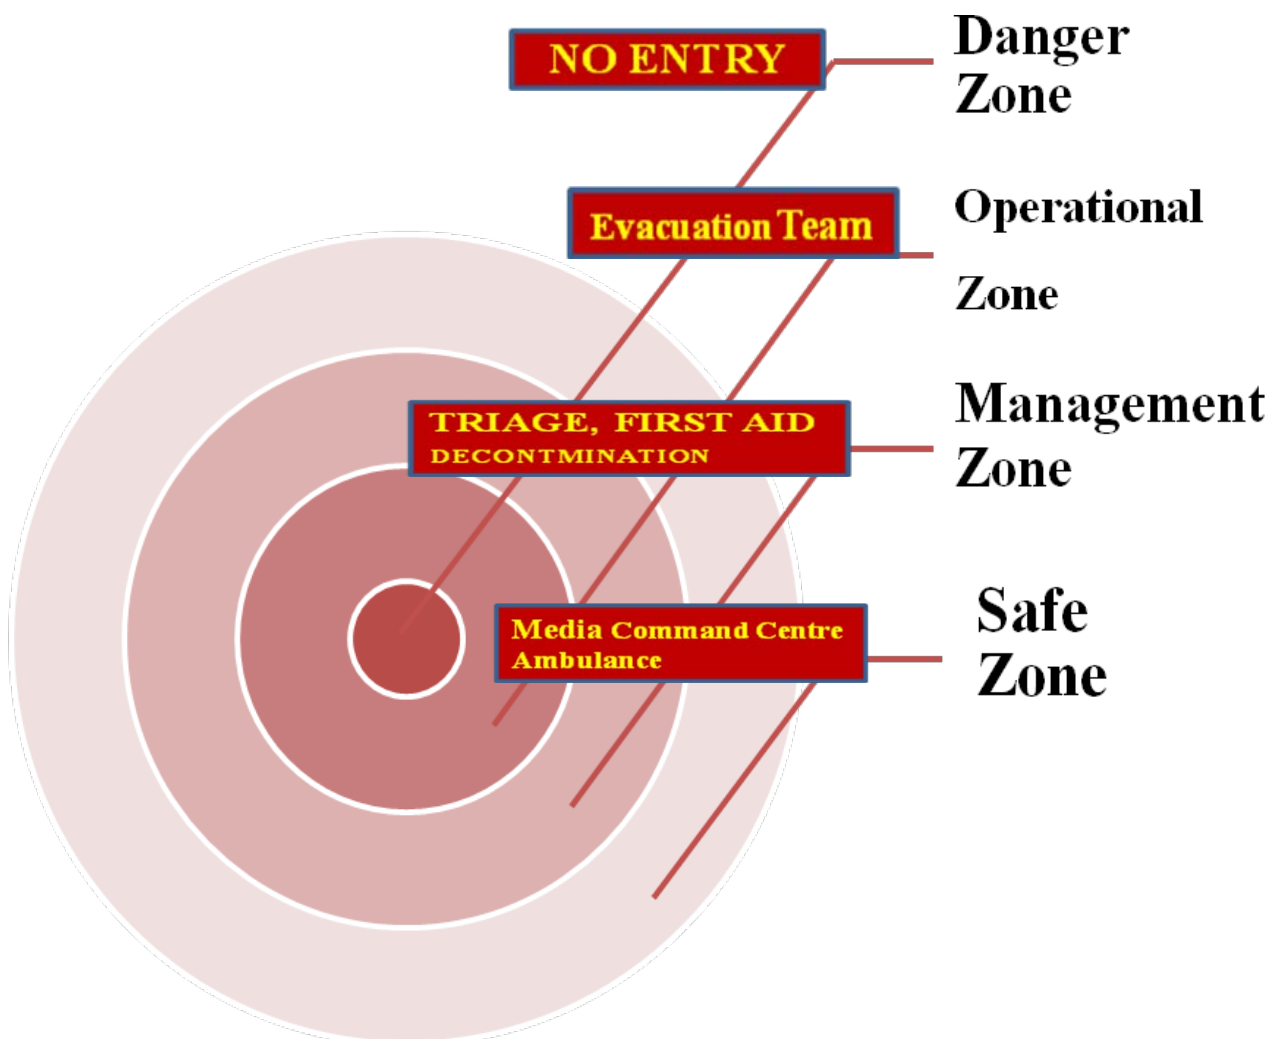 NO ENTRY
Danger
Zone
Evacuation Team
Operational
Zone
TRIAGE, FIRST AID
DECONTMINATION
Management
Zone
Media Command Centre
Ambulance
Safe
Zone